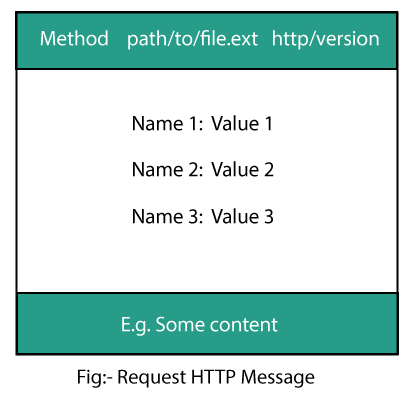 Method path/to/file.ext http/version
Name 1: Value 1
Name 2: Value 2
Name 3: Value 3
E.g. Some content
Fig:- Request HTTP Message